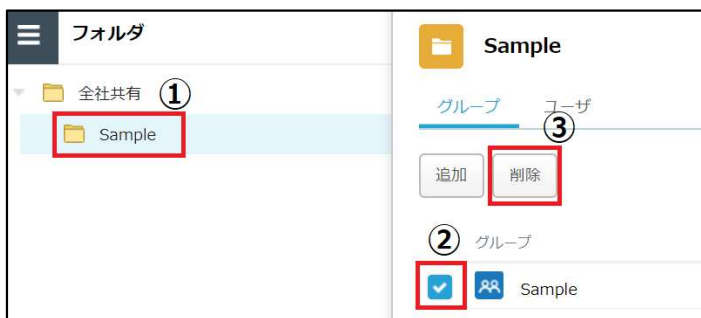 フォルダ
全社共有 ①
Sample
Sample
グループ ユーザ
③
追加 削除
② グループ
Sample